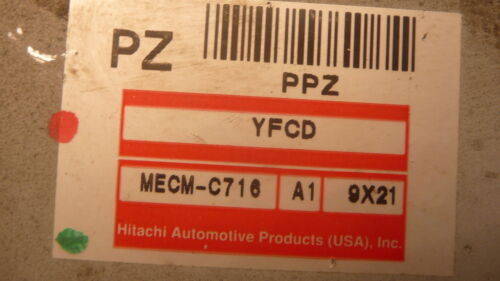 PZ
PPZ
YFCD
MECM-C716 A1 9X21
Hitachi Automotive Products (USA), Inc.